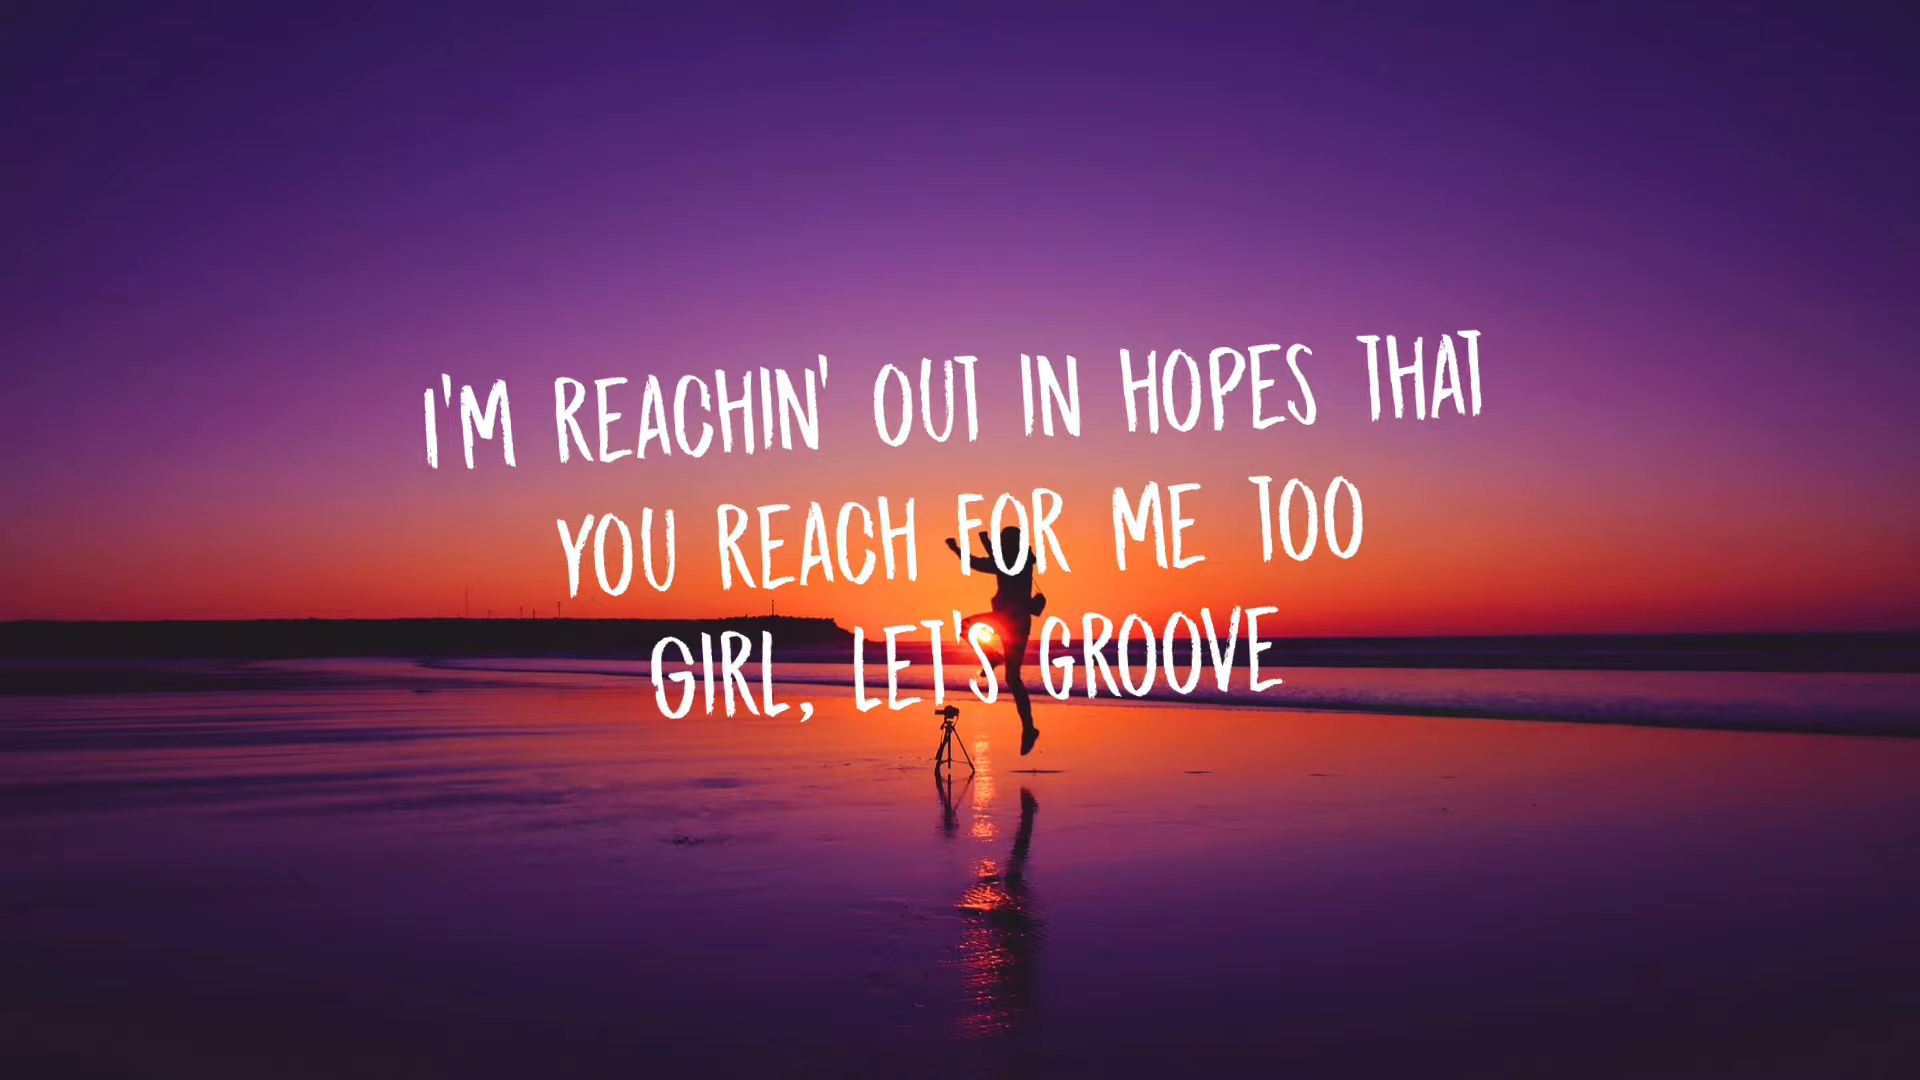 I'M REACHIN' OUT IN HOPES THAT
YOU REACH FOR ME TOO
GIRL, LET'S GROOVE